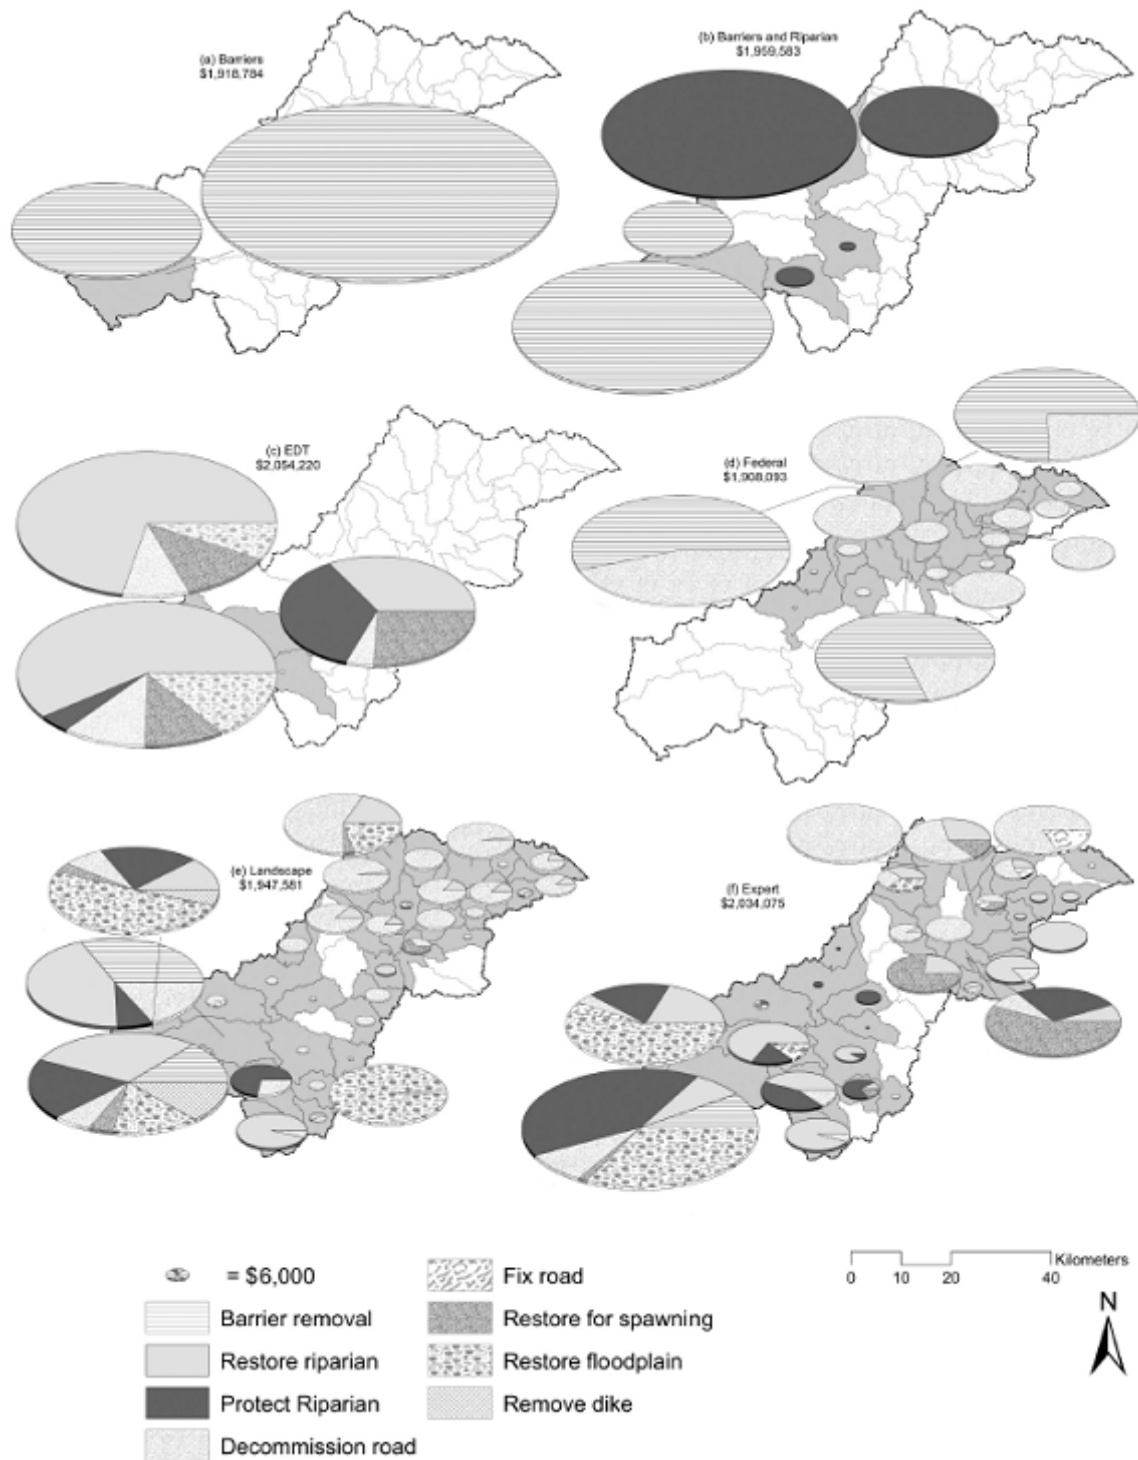 (a) Barriers
$1,918,784
(b) Barriers and Riparian
$1,959,583
(c) EDT
$2,054,220
(d) Federal
$1,908,093
(e) Landscape
$1,947,581
(f) Expert
$2,034,075
= $6,000
Barrier removal
Restore riparian
Protect Riparian
Decommission road
Fix road
Restore for spawning
Restore floodplain
Remove dike
Kilometers
0 10 20 40
N